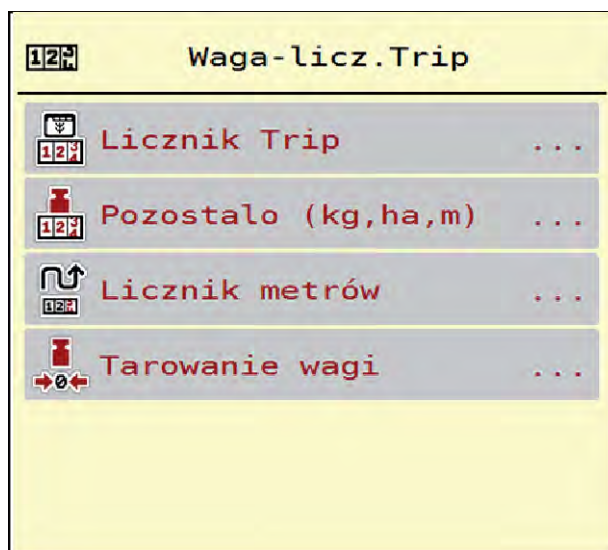 Waga-licz.Trip
Licznik Trip ...
Pozostalo (kg,ha,m) ...
Licznik metrów ...
Tarowanie wagi ...